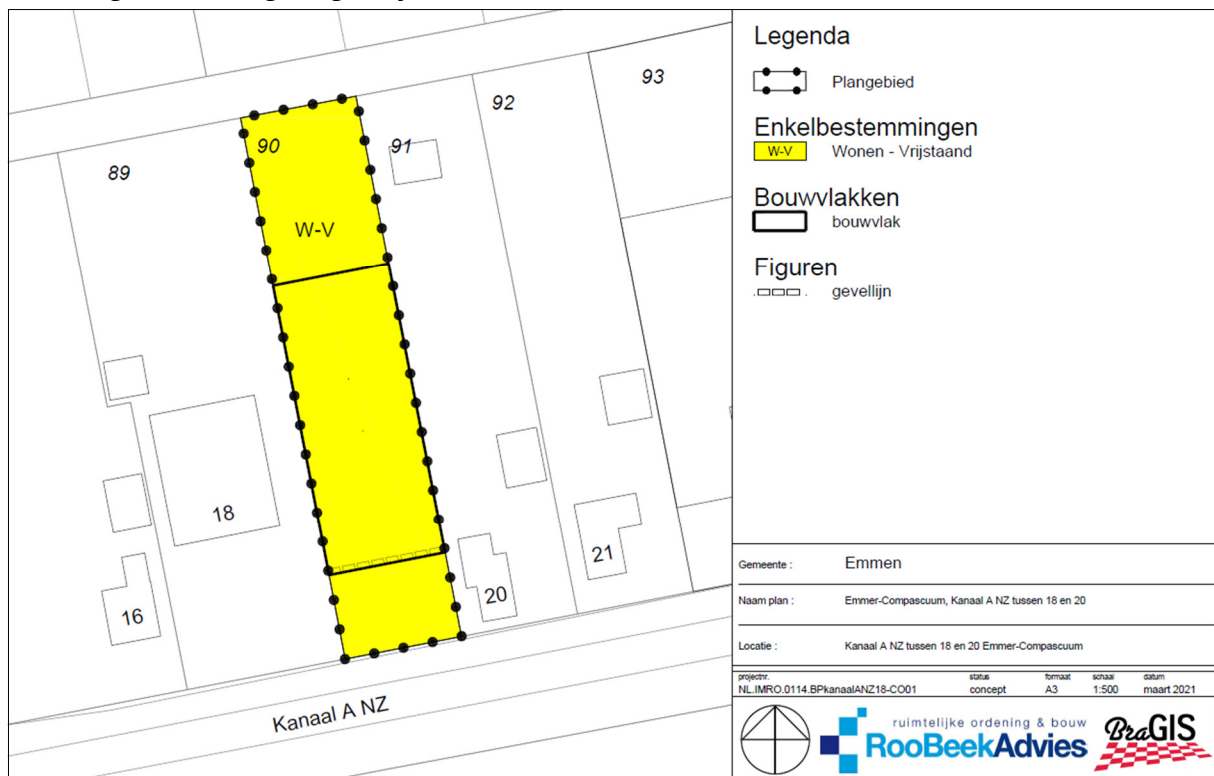 93
92
90
91
89
W-V
18
21
20
16
Kanaal A NZ
Legenda
Plangebied
Enkelbestemmingen
W-V Wonen - Vrijstaand
Bouwvlakken
bouwvlak
Figuren
gevellijn
Gemeente : Emmen
Naam plan : Emmer-Compascuum, Kanaal A NZ tussen 18 en 20
Locatie : Kanaal A NZ tussen 18 en 20 Emmer-Compascuum
projectnr. status formaat schaal datum
NL.IMRO.0114.BPkanaalANZ18-CO01 concept A3 1:500 maart 2021
ruimtelijke ordening & bouw
RooBeekAdvies
BraGIS